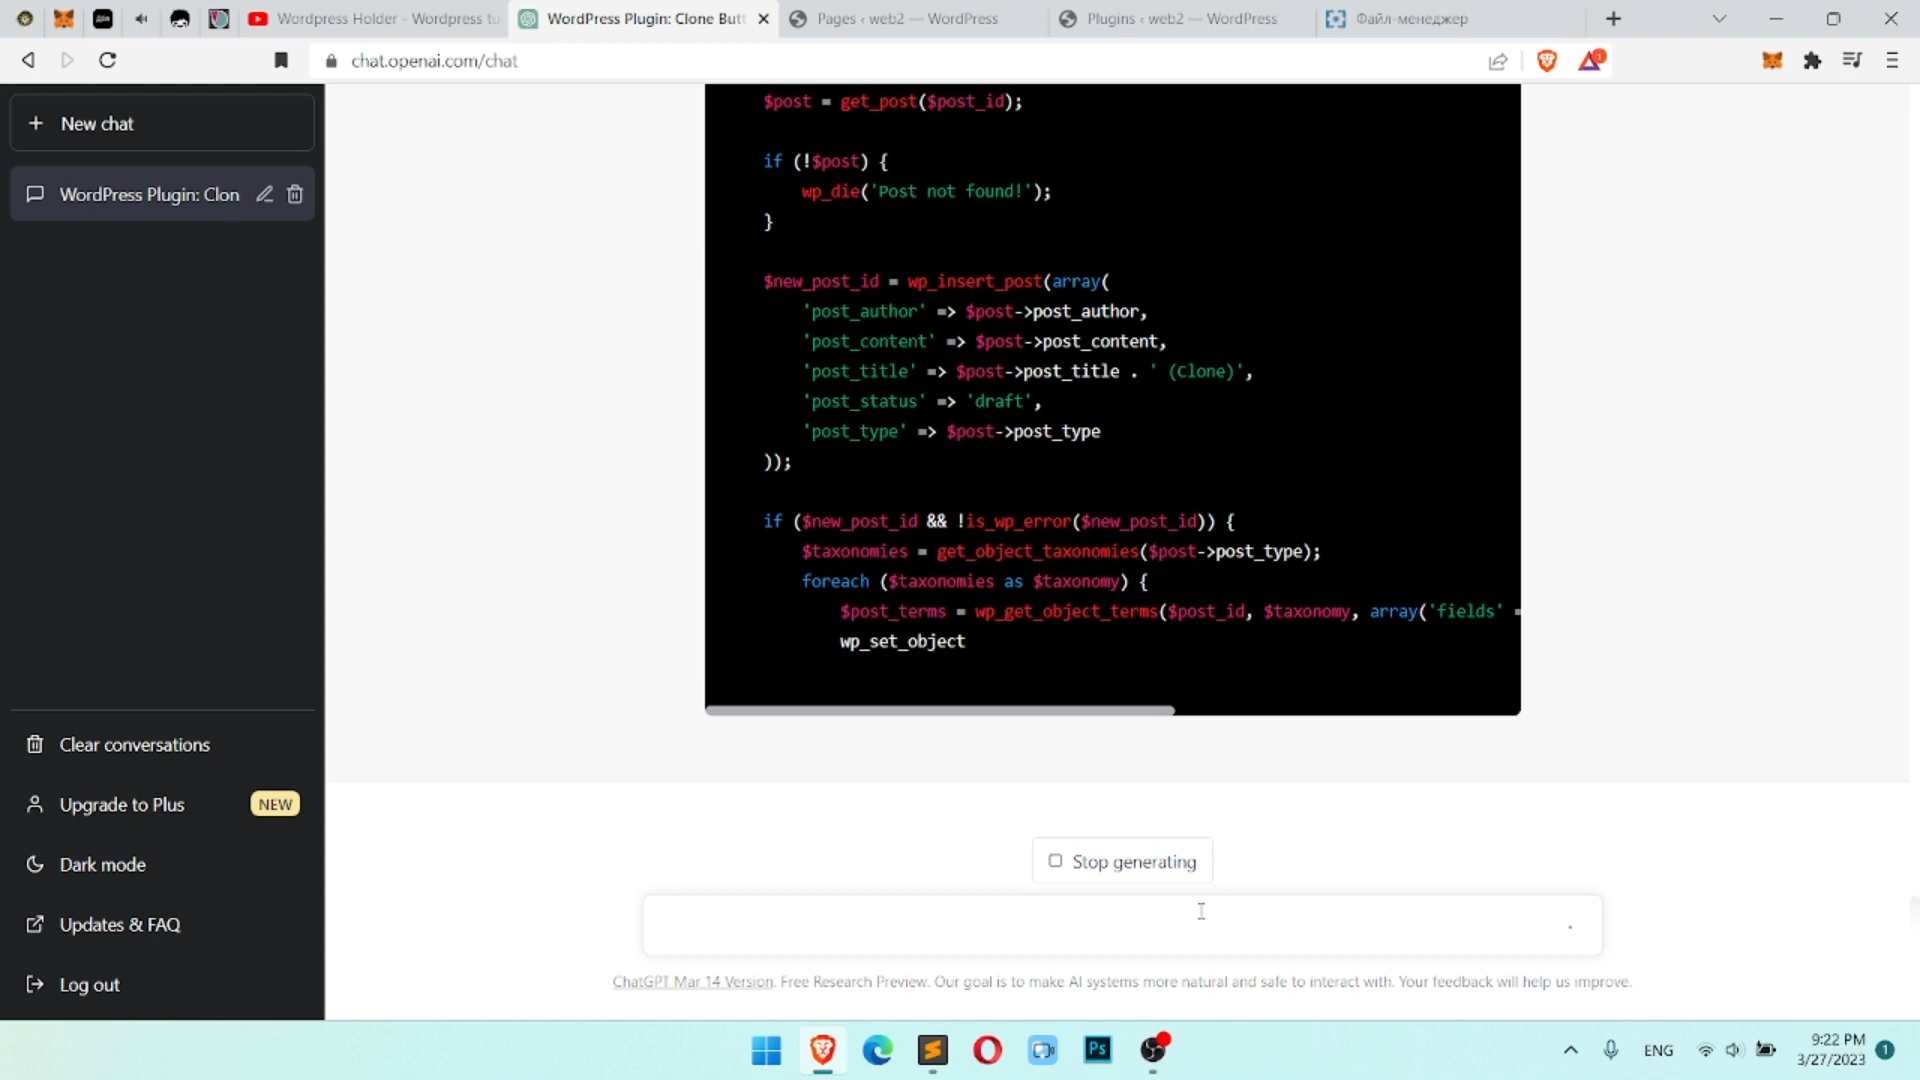 Wordpress Holder - Wordpress tu
WordPress Plugin: Clone Butt
Pages ‹ web2 — WordPress
Plugins ‹ web2 — WordPress
Файл-менеджер
chat.openai.com/chat
1
New chat
WordPress Plugin: Clon
$post = get_post($post_id);
if (!$post) {
wp_die('Post not found!');
}
$new_post_id = wp_insert_post(array(
'post_author' => $post->post_author,
'post_content' => $post->post_content,
'post_title' => $post->post_title . ' (Clone)',
'post_status' => 'draft',
'post_type' => $post->post_type
));
if ($new_post_id && !is_wp_error($new_post_id)) {
$taxonomies = get_object_taxonomies($post->post_type);
foreach ($taxonomies as $taxonomy) {
$post_terms = wp_get_object_terms($post_id, $taxonomy, array('fields' =
wp_set_object
Clear conversations
Upgrade to Plus NEW
Dark mode
Updates & FAQ
Log out
Stop generating
ChatGPT Mar 14 Version. Free Research Preview. Our goal is to make AI systems more natural and safe to interact with. Your feedback will help us improve.
Ps
ENG
9:22 PM
3/27/2023
1